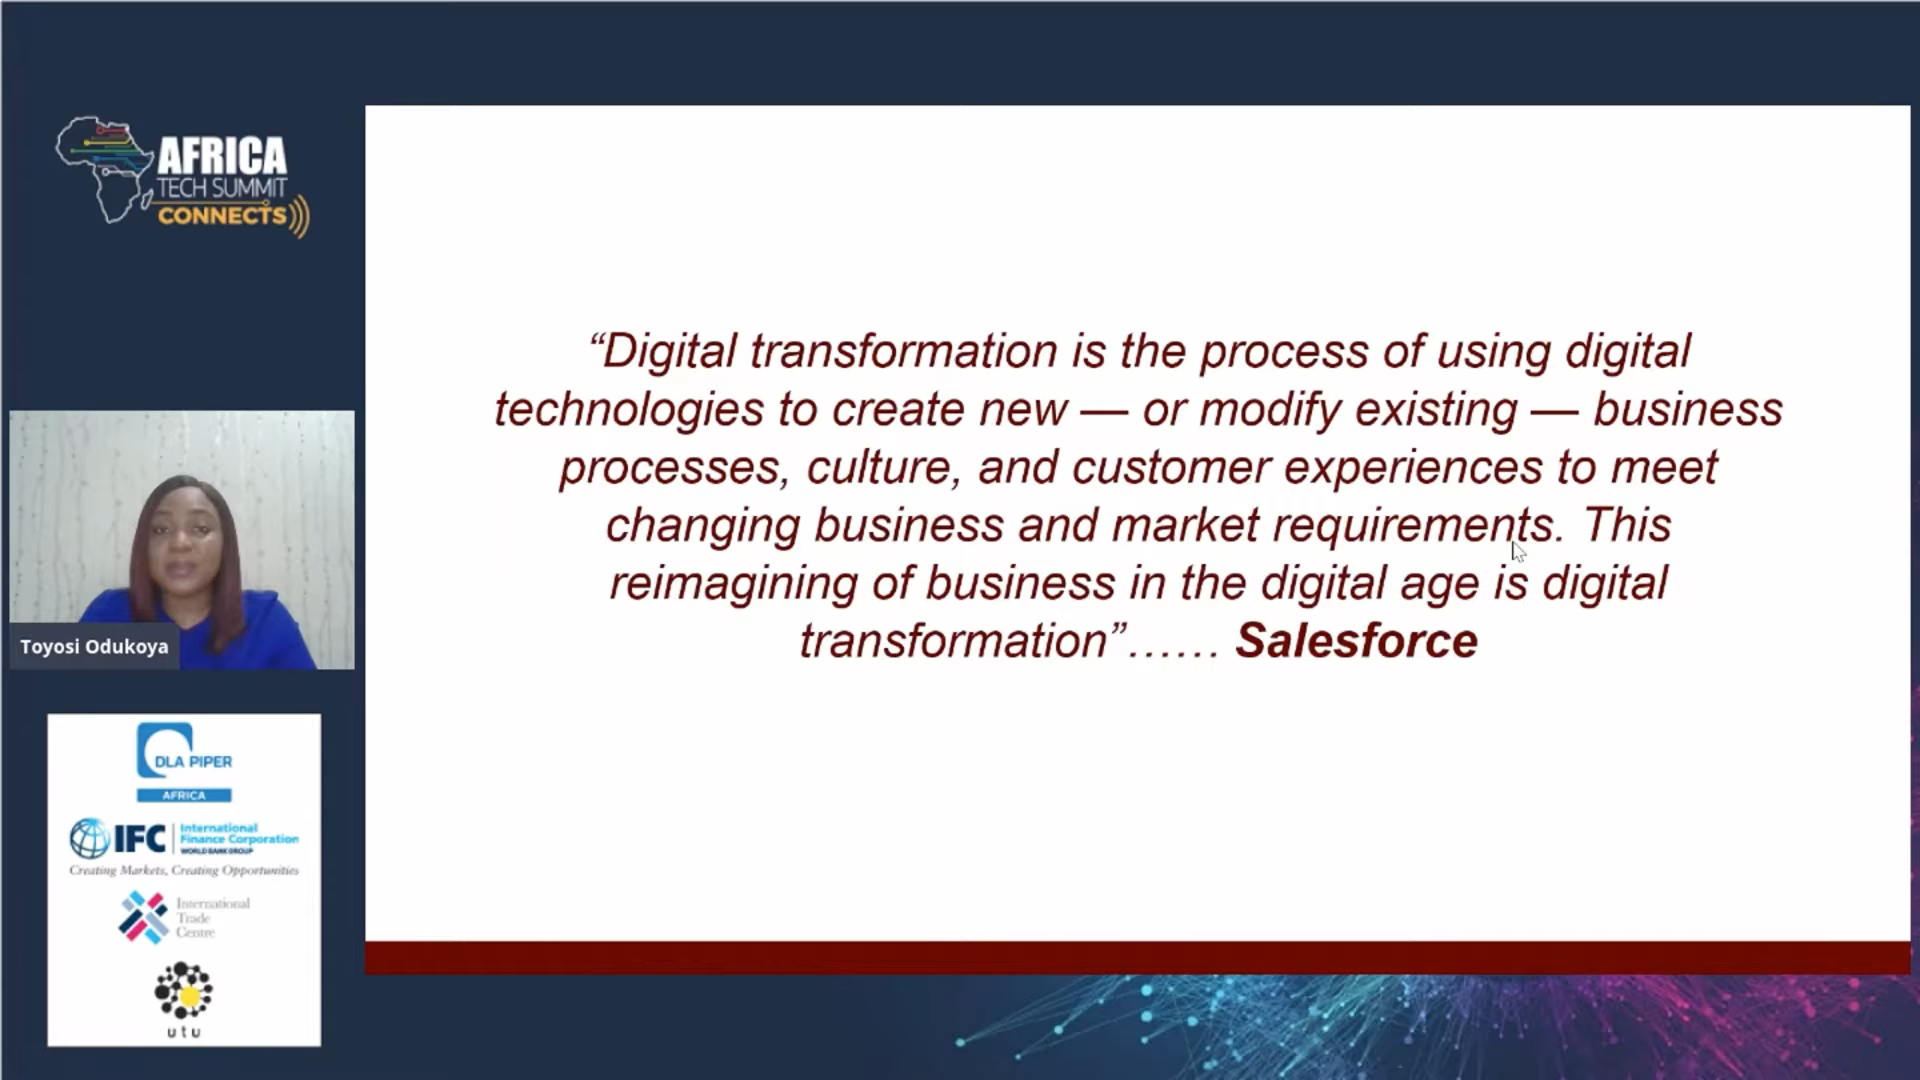 AFRICA
TECH SUMMIT
CONNECTS
“Digital transformation is the process of using digital
technologies to create new — or modify existing — business
processes, culture, and customer experiences to meet
changing business and market requirements. This
reimagining of business in the digital age is digital
transformation”…… Salesforce
Toyosi Odukoya
DLA PIPER
AFRICA
IFC
International
Finance Corporation
WORLD BANK GROUP
Creating Markets, Creating Opportunities
International
Trade
Centre
utu